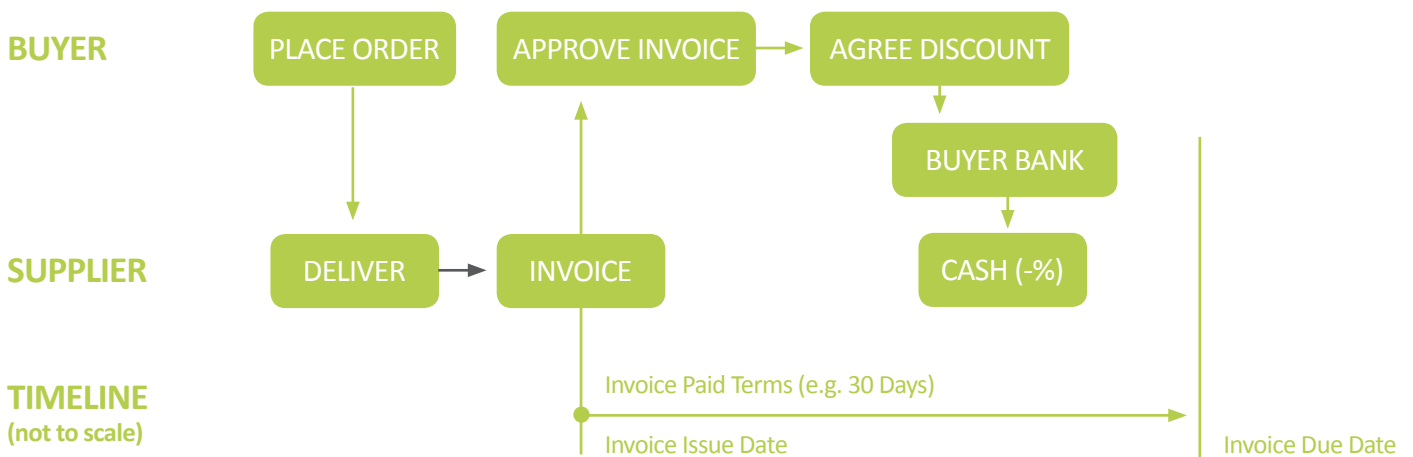 BUYER
PLACE ORDER
APPROVE INVOICE
AGREE DISCOUNT
BUYER BANK
SUPPLIER
DELIVER
INVOICE
CASH (-%)
TIMELINE
(not to scale)
Invoice Paid Terms (e.g. 30 Days)
Invoice Issue Date
Invoice Due Date